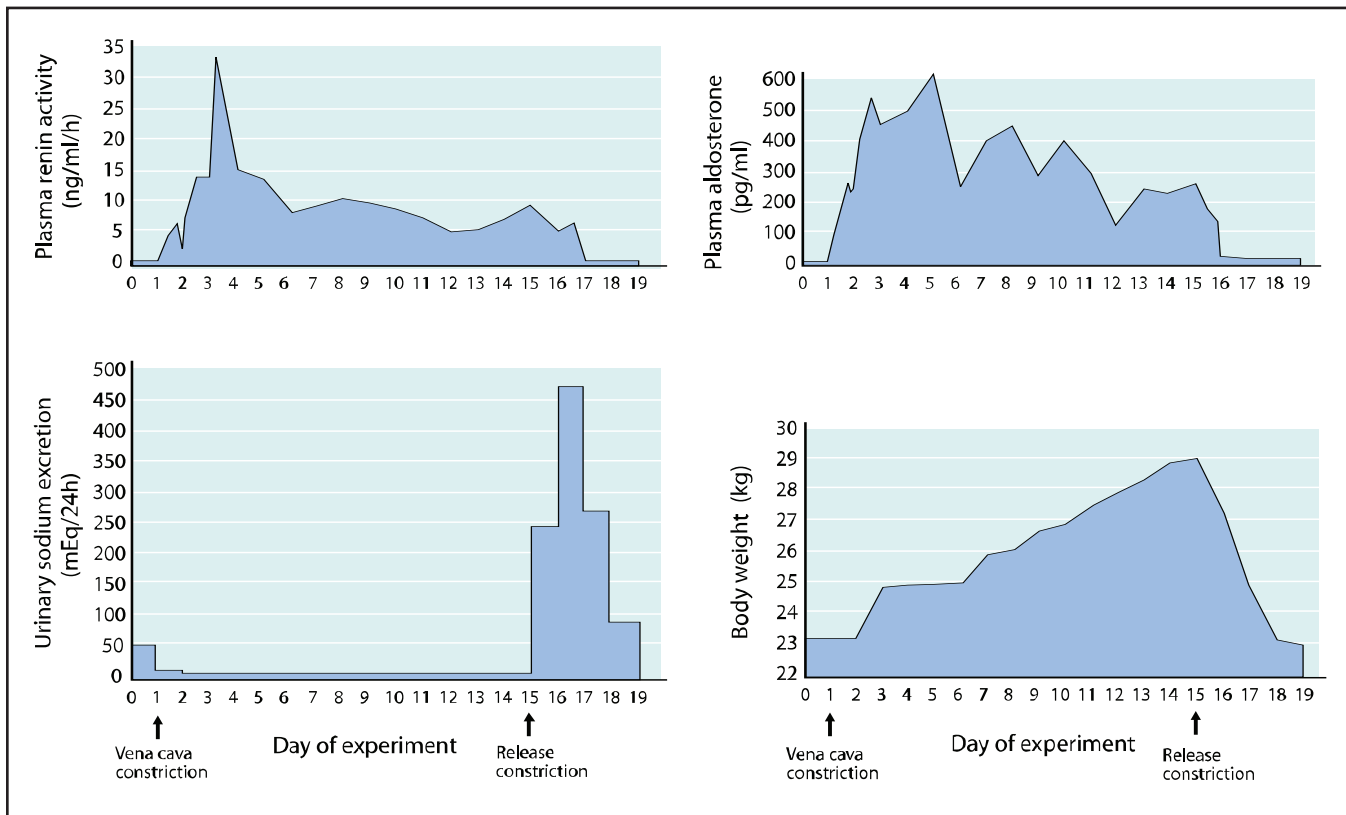 Plasma renin activity
(ng/ml/h)
35
30
25
20
15
10
5
0
0 1 2 3 4 5 6 7 8 9 10 11 12 13 14 15 16 17 18 19
Plasma aldosterone
(pg/ml)
600
500
400
300
200
100
0
0 1 2 3 4 5 6 7 8 9 10 11 12 13 14 15 16 17 18 19
Urinary sodium excretion
(mEq/24h)
500
450
400
350
300
250
200
150
100
50
0
0 1 2 3 4 5 6 7 8 9 10 11 12 13 14 15 16 17 18 19
Vena cava
constriction
Day of experiment
Release
constriction
Body weight (kg)
30
29
28
27
26
25
24
23
22
0 1 2 3 4 5 6 7 8 9 10 11 12 13 14 15 16 17 18 19
Vena cava
constriction
Day of experiment
Release
constriction